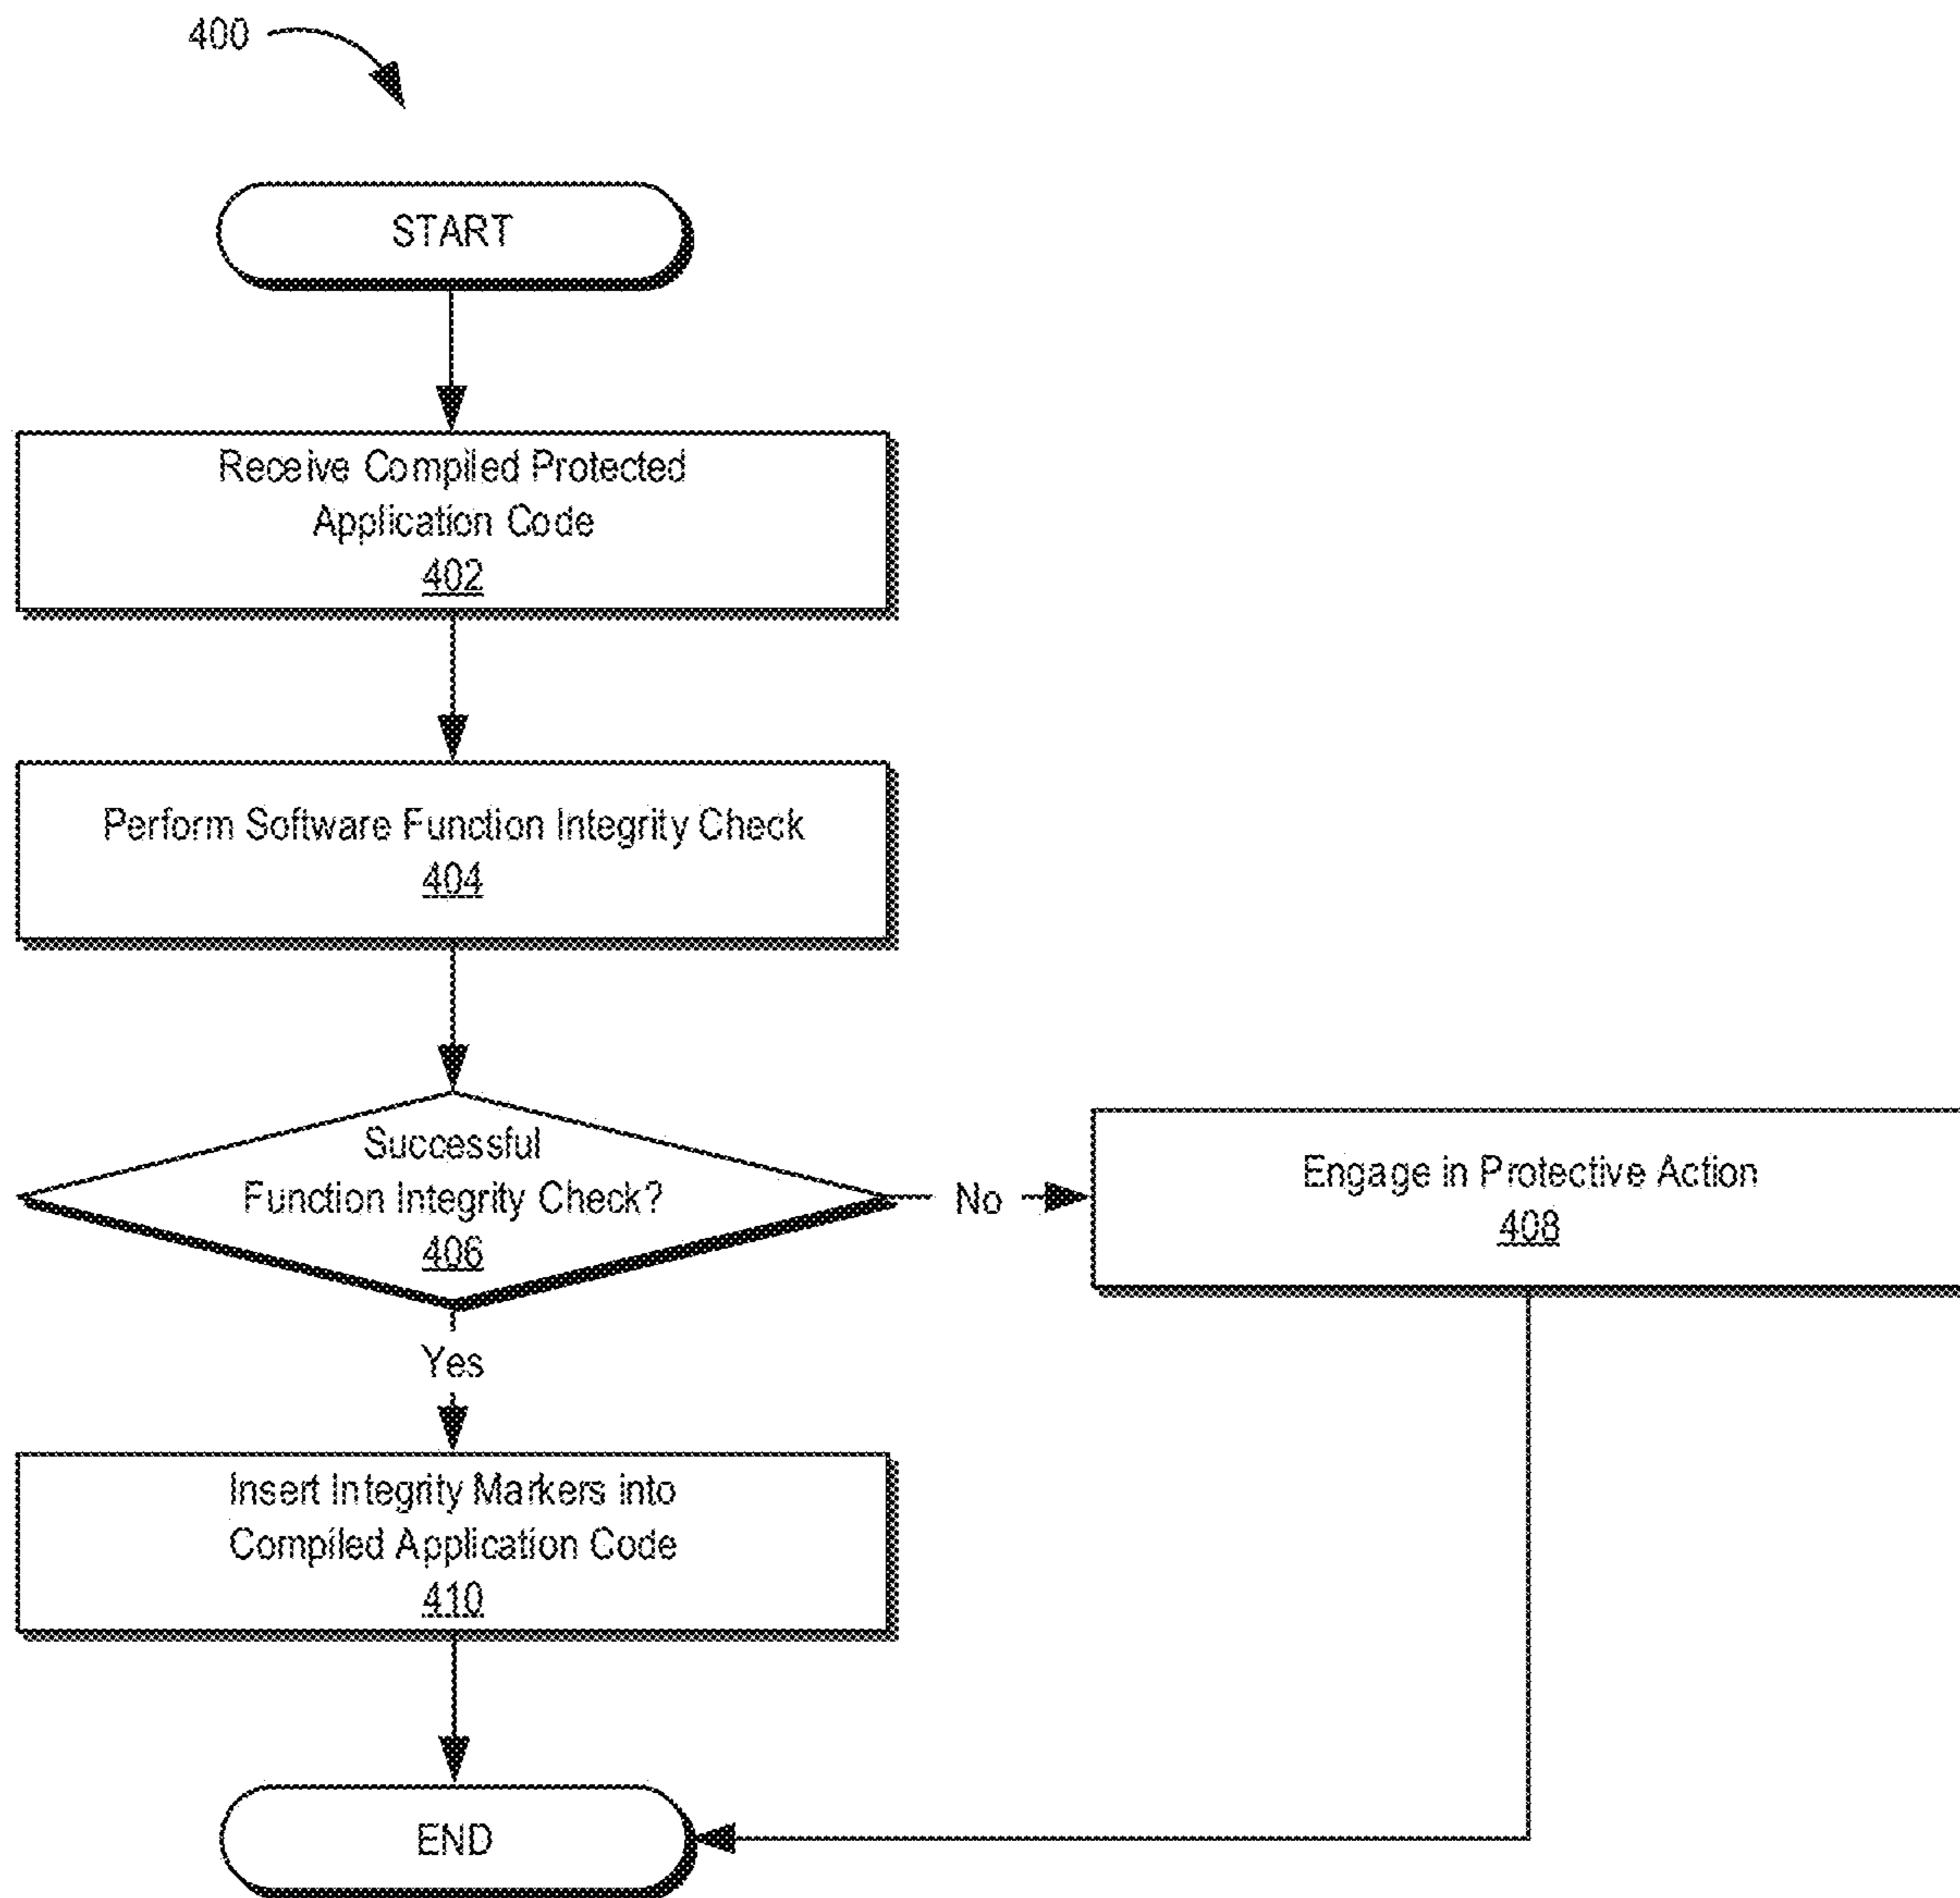 400
START
Receive Compiled Protected
Application Code
402
Perform Software Function Integrity Check
404
Successful
Function Integrity Check?
406
No
Engage in Protective Action
408
Yes
Insert Integrity Markers into
Compiled Application Code
410
END